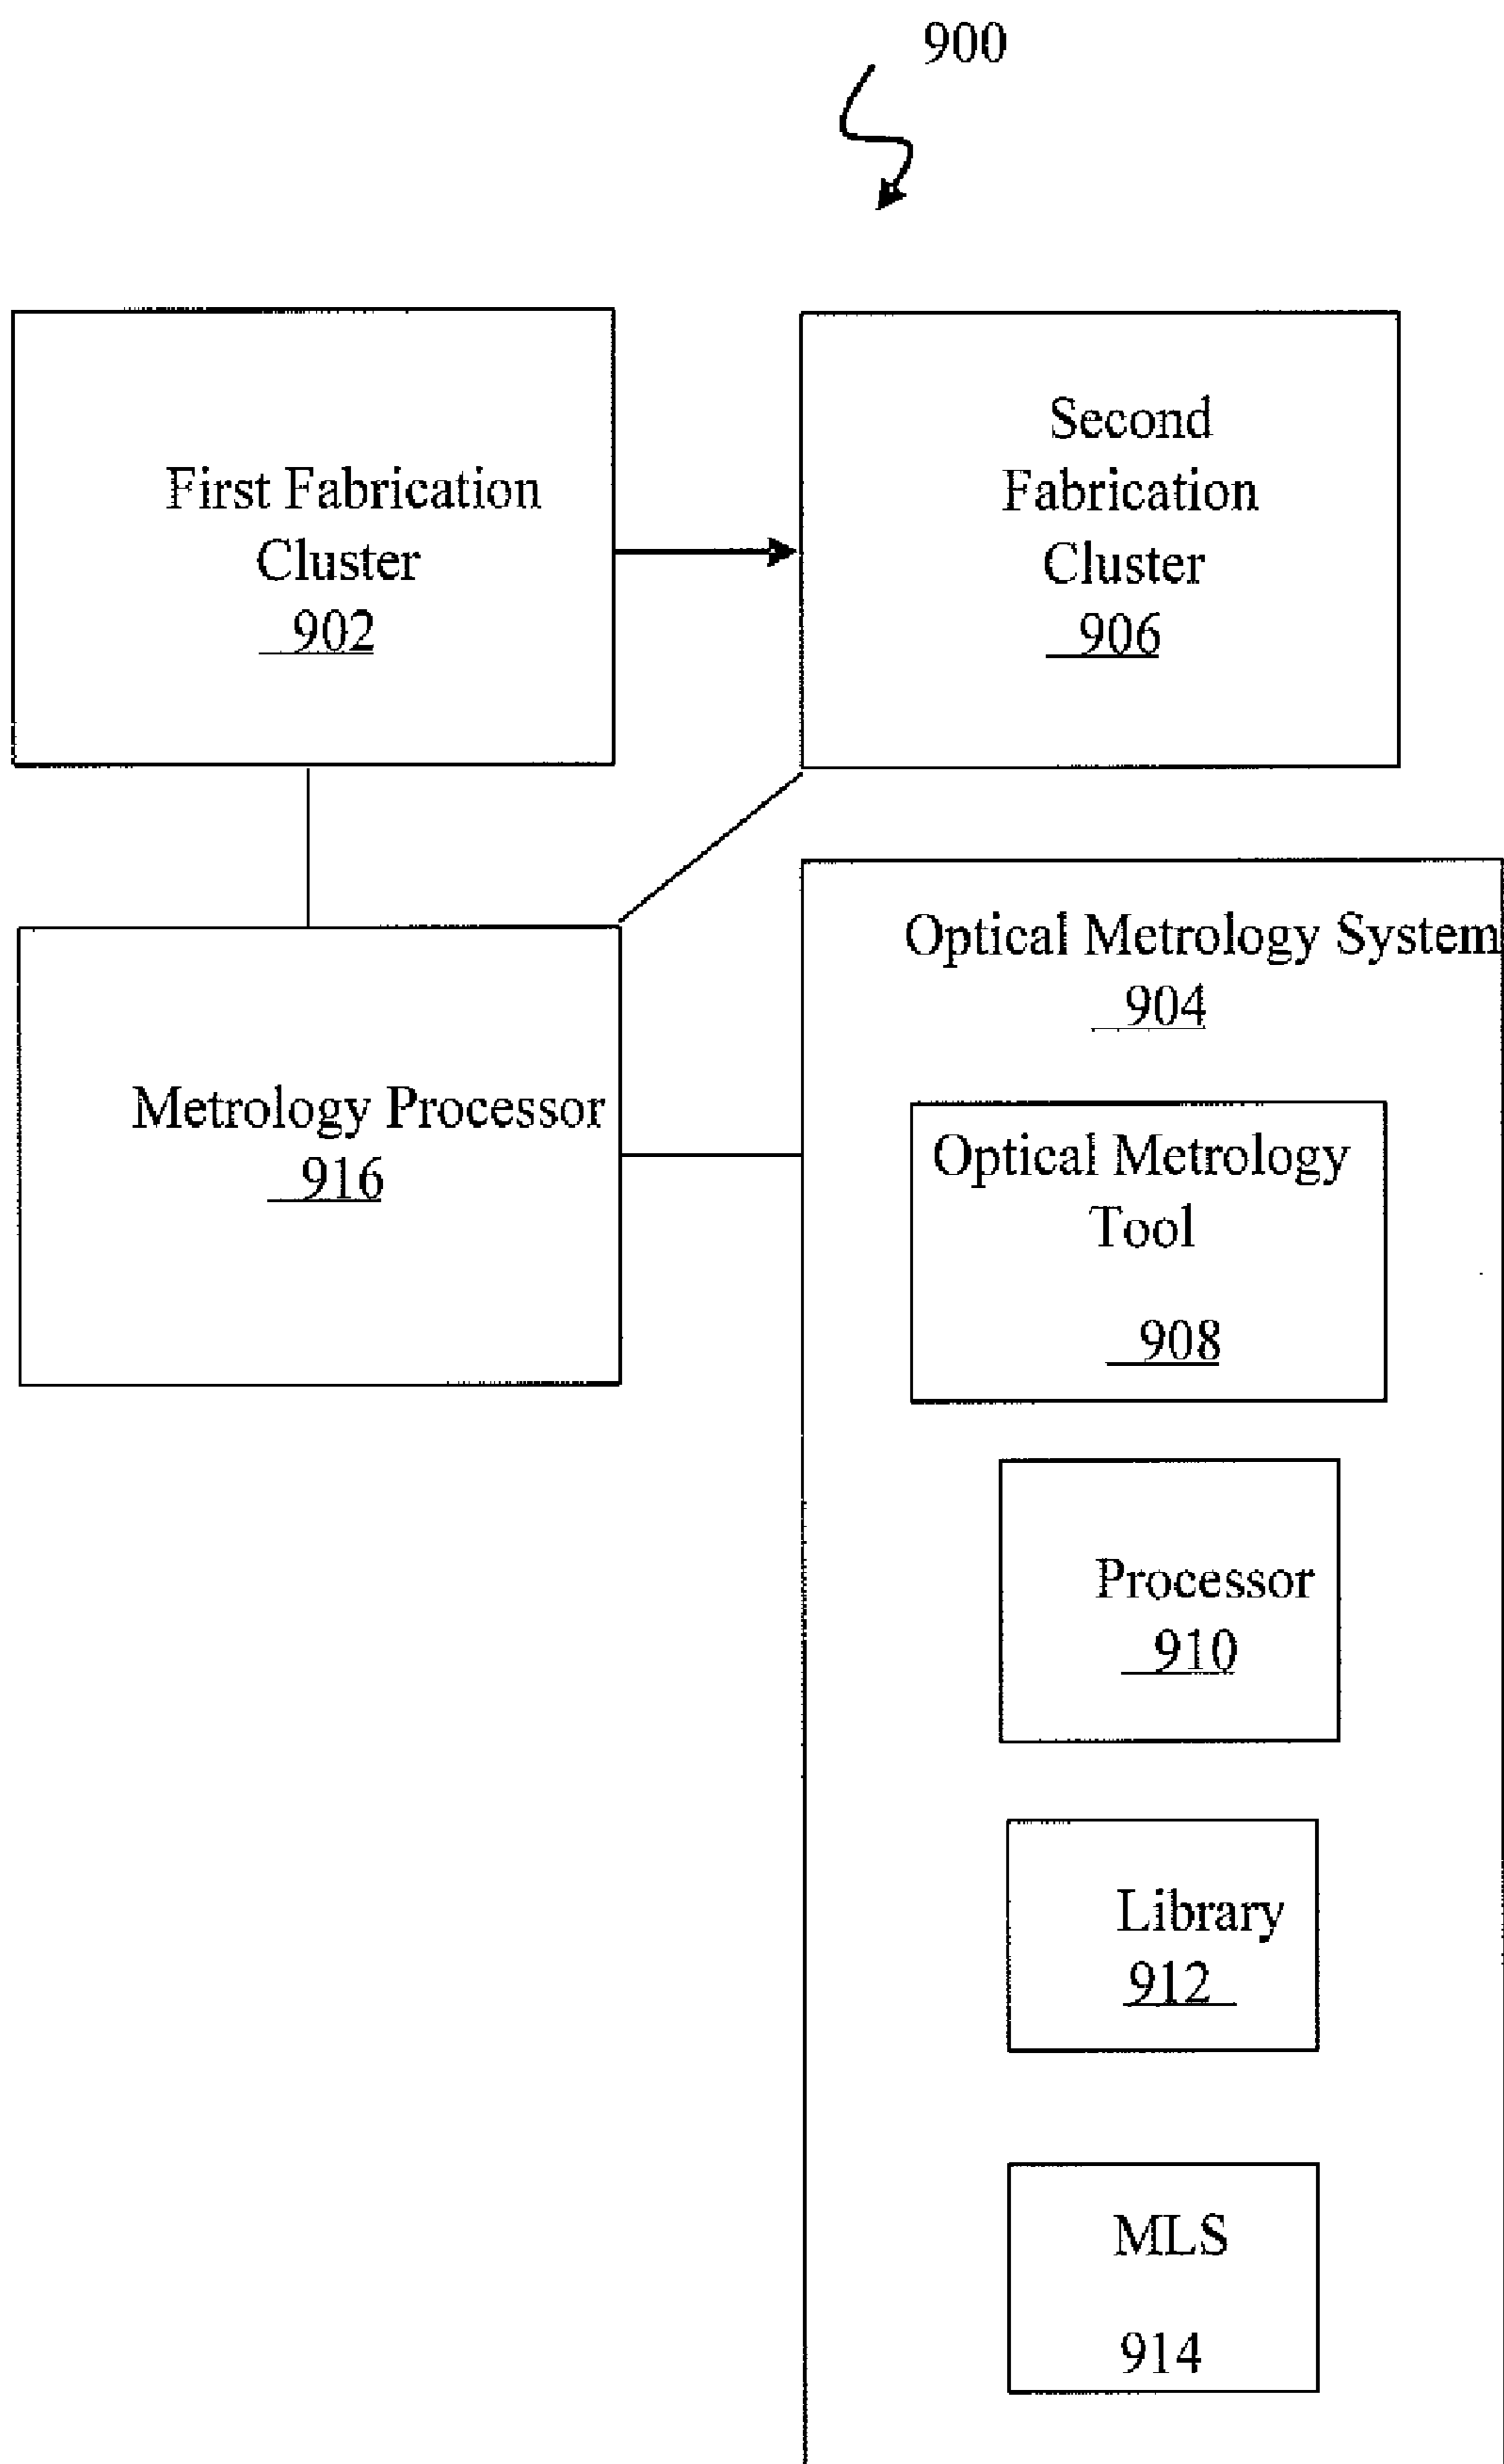 900
First Fabrication
Cluster
902
Second
Fabrication
Cluster
906
Metrology Processor
916
Optical Metrology System
904
Optical Metrology
Tool
908
Processor
910
Library
912
MLS
914